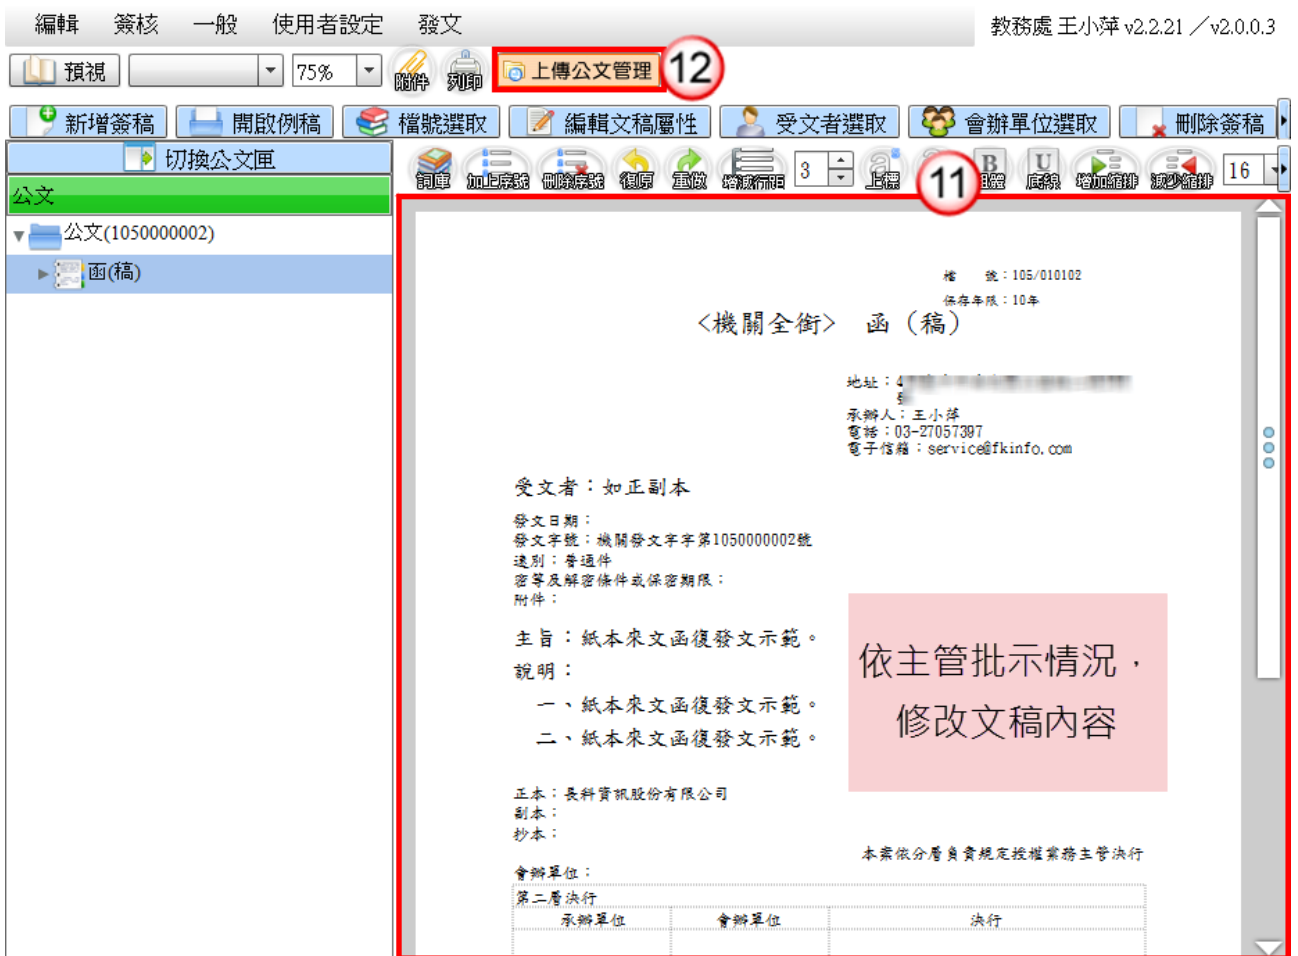 編輯 簽核 一般 使用者設定 發文 教務處 王小萍 v2.2.21 ／v2.0.0.3
預視 75% 附件 列印 上傳公文管理 12
新增簽稿 開啟例稿 檔號選取 編輯文稿屬性 受文者選取 會辦單位選取 刪除簽稿
切換公文匣 詞庫 加上序號 刪除序號 復原 重做 增減行距 3 上標 11 B U 底線 增加縮排 減少縮排 16
公文
公文(1050000002)
函(稿)
檔 號：105/010102
保存年限：10年
<機關全銜> 函（稿）
地址：4
號
承辦人：王小萍
電話：03-27057397
電子信箱：service@fkinfo.com
受文者：如正副本
發文日期：
發文字號：機關發文字字第1050000002號
速別：普通件
密等及解密條件或保密期限：
附件：
主旨：紙本來文函復發文示範。
說明：
一、紙本來文函復發文示範。
二、紙本來文函復發文示範。
依主管批示情況，
修改文稿內容
正本：長科資訊股份有限公司
副本：
抄本：
本案依分層負責規定授權業務主管決行
會辦單位：
第二層決行
承辦單位 會辦單位 決行